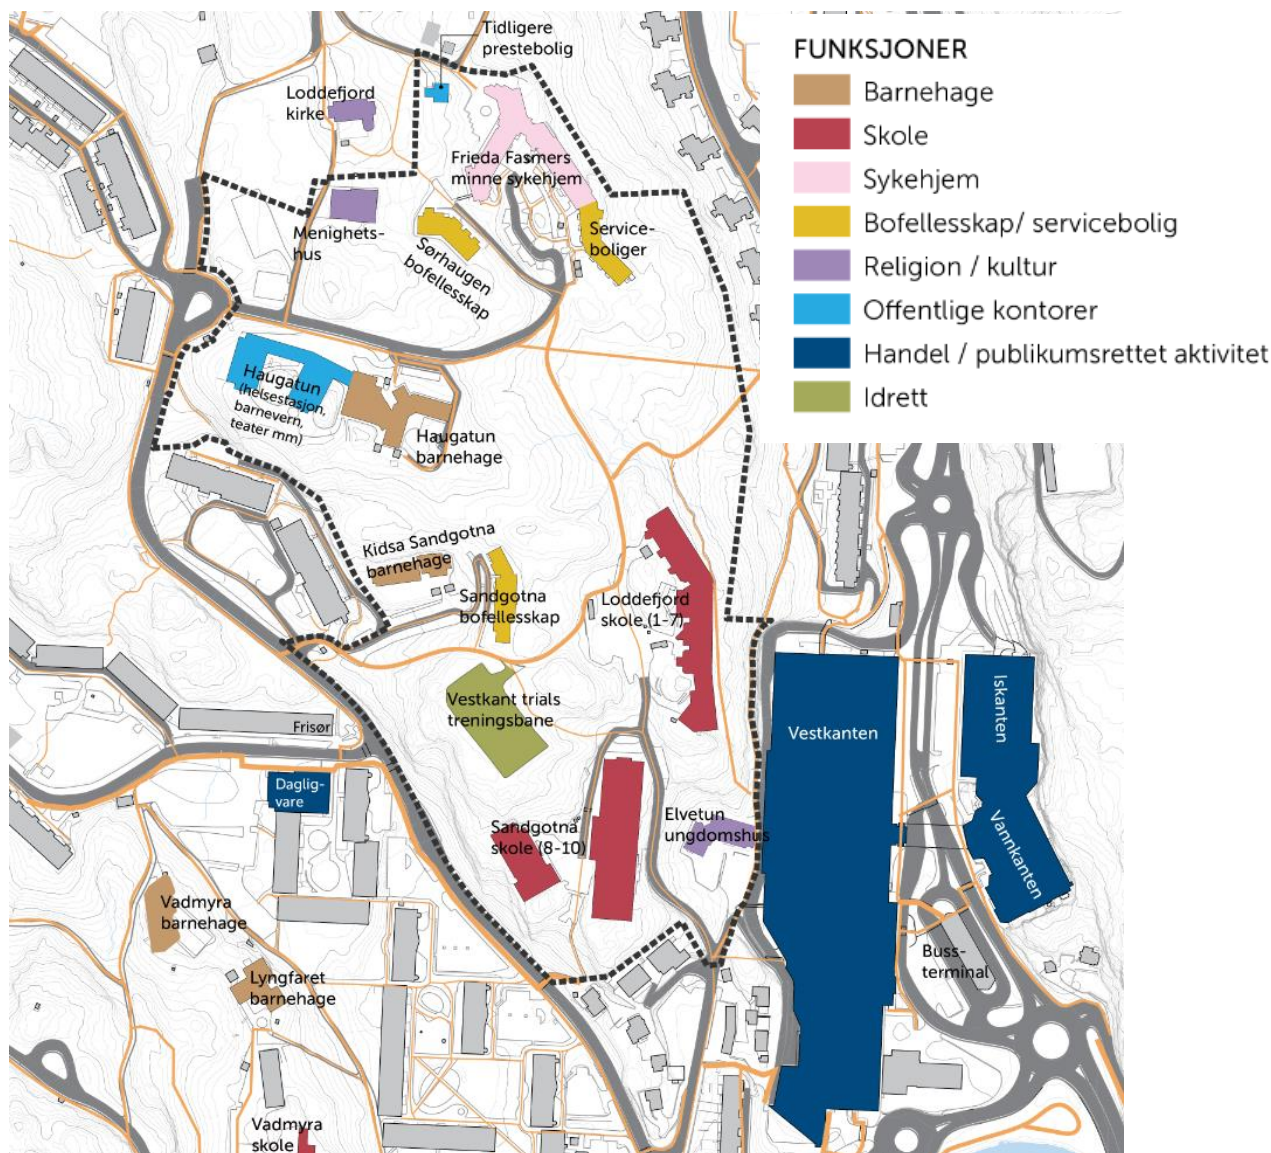 Tidligere
prestebolig
FUNKSJONER
Barnehage
Skole
Sykehjem
Bofellesskap/ servicebolig
Religion / kultur
Offentlige kontorer
Handel / publikumsrettet aktivitet
Idrett
Loddefjord
kirke
Frieda Fasmers
minne sykehjem
Menighets-
hus
Sørhaugen
bofellesskap
Service-
boliger
Haugatun
(helsestasjon,
barnevern,
teater mm)
Haugatun
barnehage
Kidsa Sandgotna
barnehage
Sandgotna
bofellesskap
Loddefjord
skole (1-7)
Vestkant trials
treningsbane
Frisør
Vestkanten
Iskanten
Daglig-
vare
Sandgotna
skole (8-10)
Elvetun
ungdomshus
Vannkanten
Vadmyra
barnehage
Buss-
terminal
Lyngfaret
barnehage
Vadmyra
skole